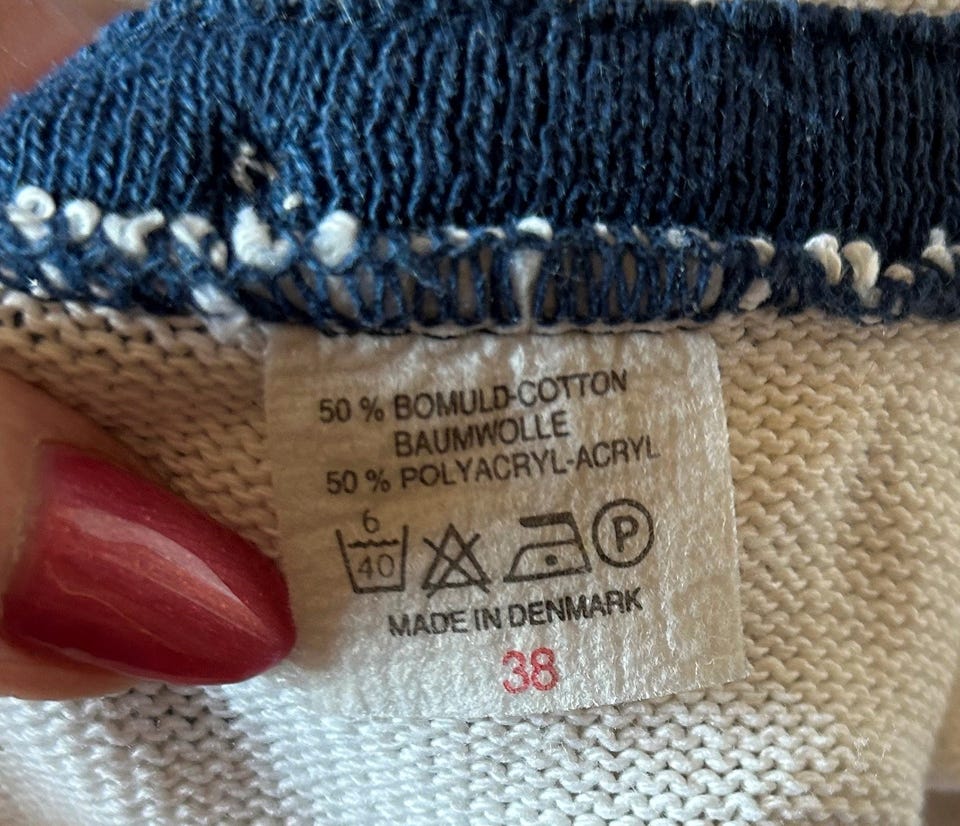 50 % BOMULD-COTTON
BAUMWOLLE
50 % POLYACRYL-ACRYL
6
40
P
MADE IN DENMARK
38